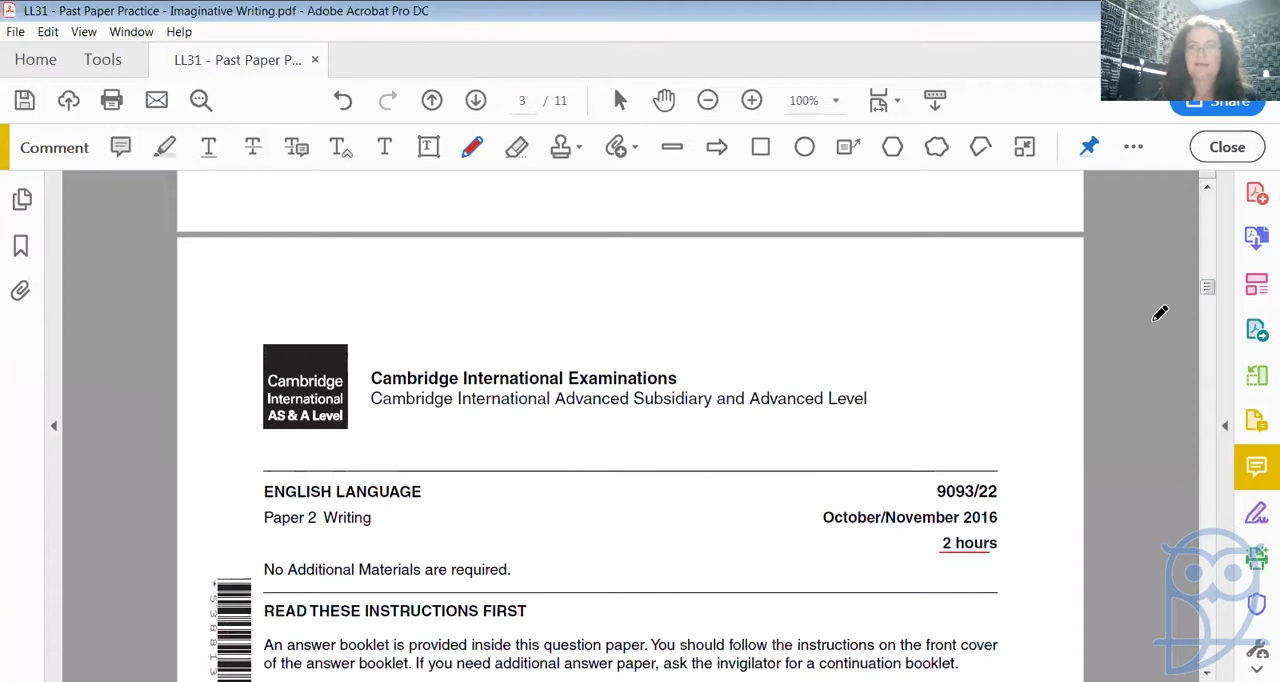 LL31 - Past Paper Practice - Imaginative Writing.pdf - Adobe Acrobat Pro DC
File Edit View Window Help
Home Tools LL31 - Past Paper P... ×
3 / 11 100%
Share
Comment Close
Cambridge
International
AS & A Level
Cambridge International Examinations
Cambridge International Advanced Subsidiary and Advanced Level
ENGLISH LANGUAGE 9093/22
Paper 2 Writing October/November 2016
2 hours
No Additional Materials are required.
READ THESE INSTRUCTIONS FIRST
An answer booklet is provided inside this question paper. You should follow the instructions on the front cover
of the answer booklet. If you need additional answer paper, ask the invigilator for a continuation booklet.